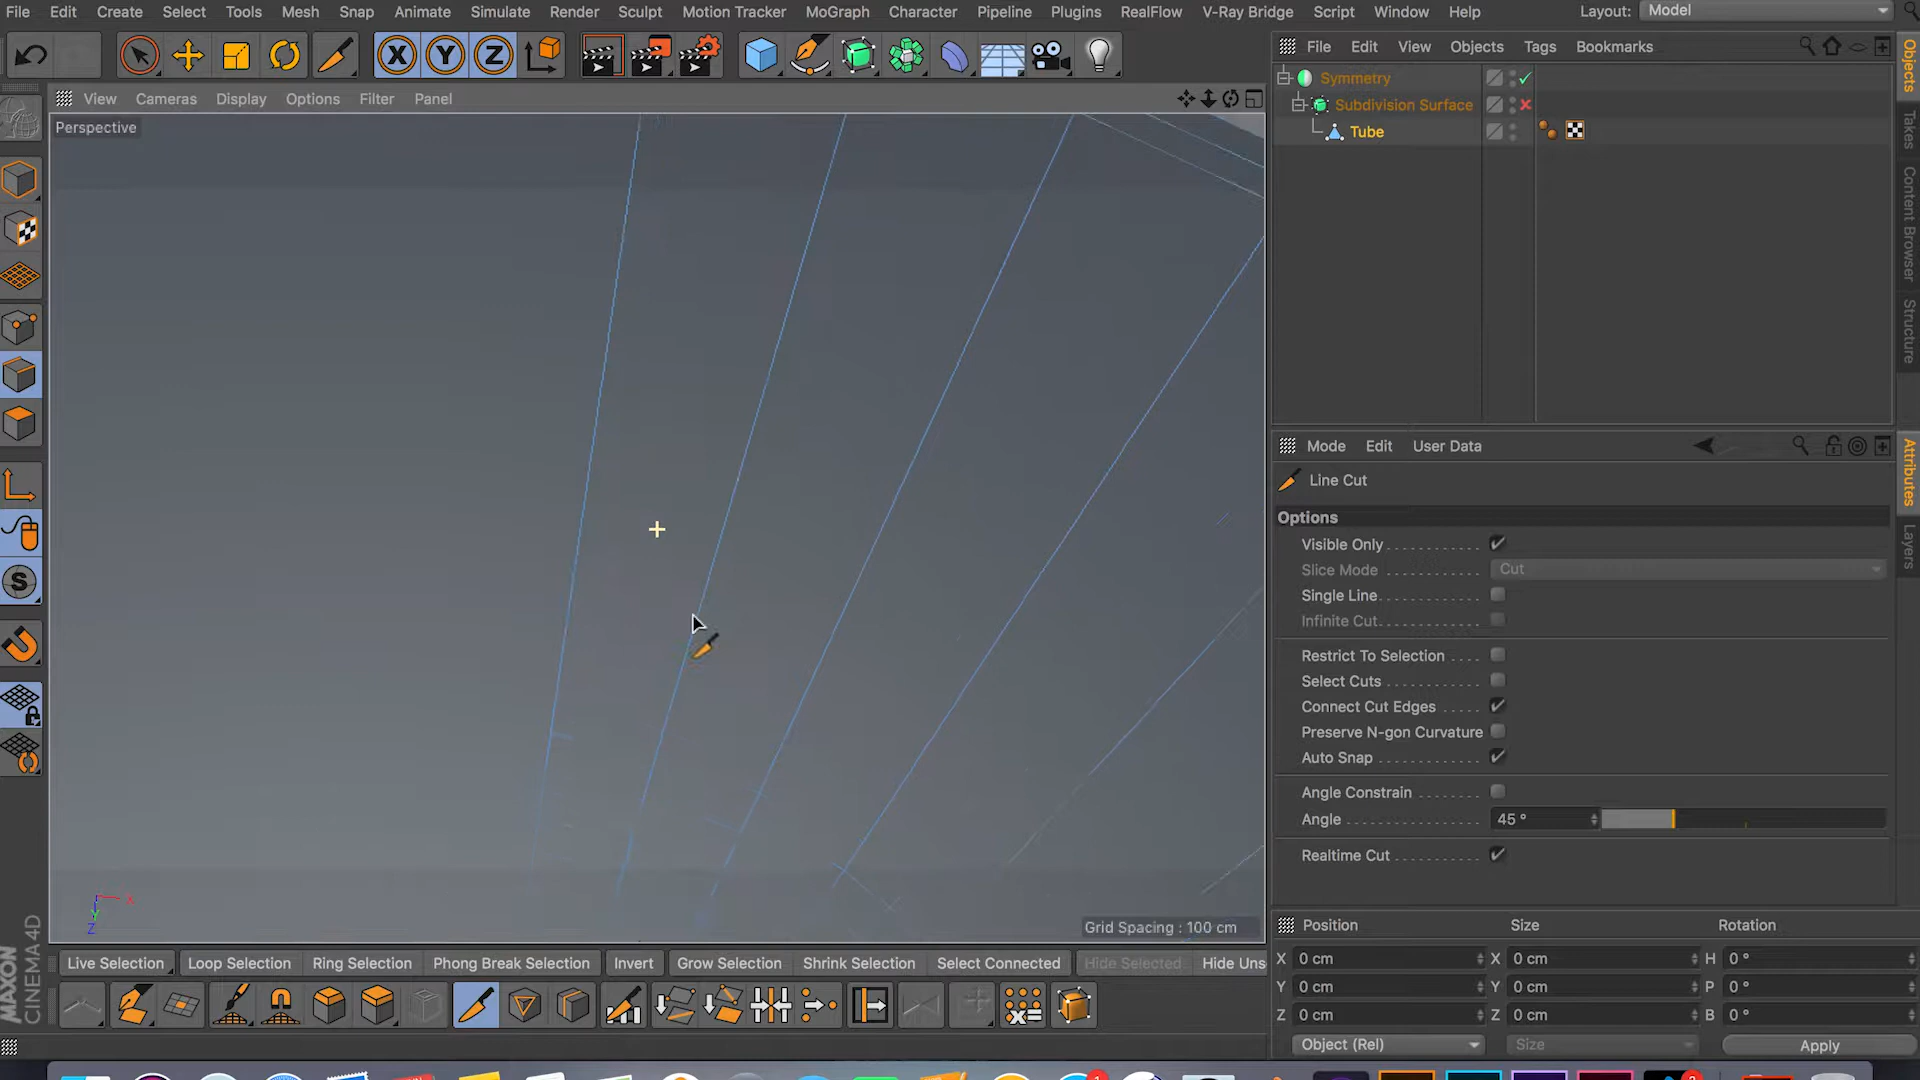 File Edit Create Select Tools Mesh Snap Animate Simulate Render Sculpt Motion Tracker MoGraph Character Pipeline Plugins RealFlow V-Ray Bridge Script Window Help Layout: Model
X Y Z
File Edit View Objects Tags Bookmarks
View Cameras Display Options Filter Panel
Perspective
Symmetry
Subdivision Surface
Tube
Objects
Takes
Content Browser
Structure
Mode Edit User Data
Line Cut
Options
Visible Only
Slice Mode Cut
Single Line
Infinite Cut
Restrict To Selection
Select Cuts
Connect Cut Edges
Preserve N-gon Curvature
Auto Snap
Angle Constrain
Angle 45 °
Realtime Cut
Attributes
Layers
S
X
Y
Z
Grid Spacing : 100 cm
MAXON
CINEMA 4D
Live Selection Loop Selection Ring Selection Phong Break Selection Invert Grow Selection Shrink Selection Select Connected Hide Selected Hide Uns
Position Size Rotation
X 0 cm X 0 cm H 0 °
Y 0 cm Y 0 cm P 0 °
Z 0 cm Z 0 cm B 0 °
Object (Rel) Size Apply